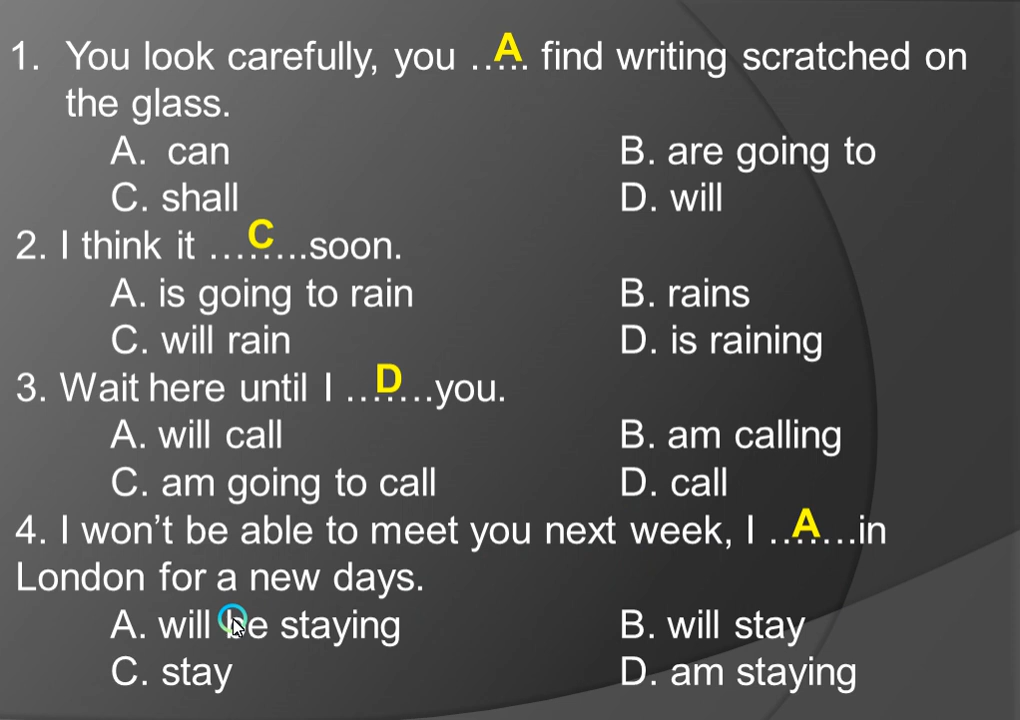 1. You look carefully, you ..A.. find writing scratched on
the glass.
A. can B. are going to
C. shall D. will
2. I think it ...C.....soon.
A. is going to rain B. rains
C. will rain D. is raining
3. Wait here until I ...D....you.
A. will call B. am calling
C. am going to call D. call
4. I won't be able to meet you next week, I ...A....in
London for a new days.
A. will be staying B. will stay
C. stay D. am staying